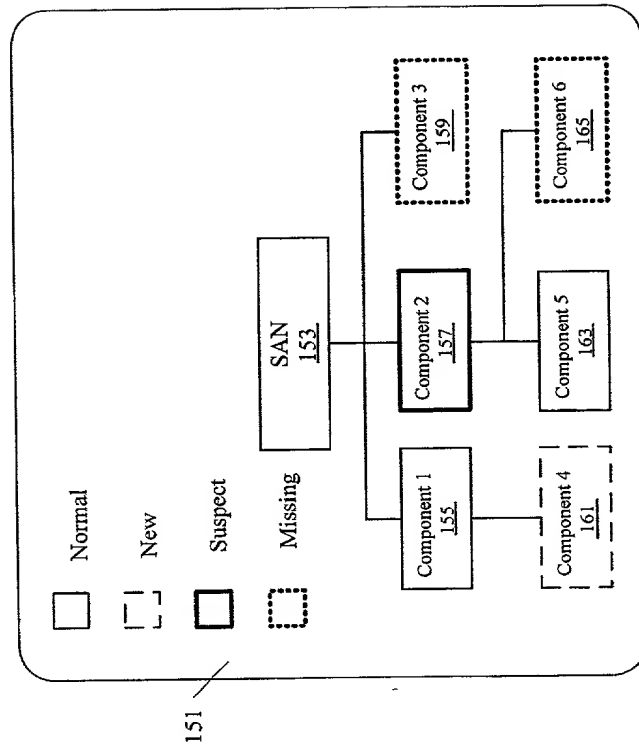 Normal
New
Suspect
Missing
SAN
153
Component 1
155
Component 2
157
Component 3
159
Component 4
161
Component 5
163
Component 6
165
151